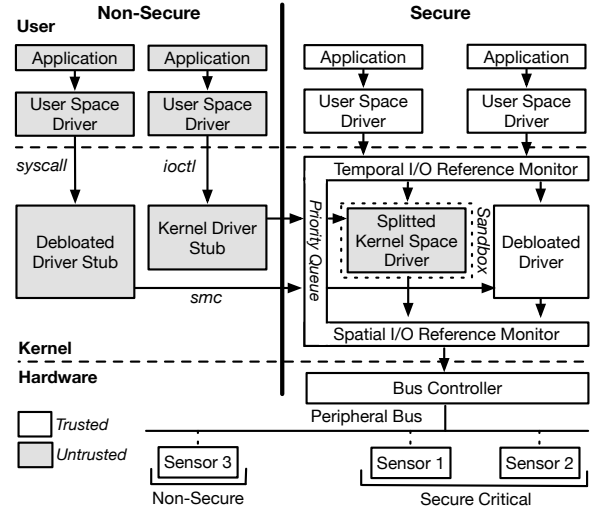 Non-Secure
Secure
User
Application
Application
Application
Application
User Space
Driver
User Space
Driver
User Space
Driver
User Space
Driver
syscall
ioctl
Temporal I/O Reference Monitor
Debloated
Driver Stub
Kernel Driver
Stub
Priority Queue
Splitted
Kernel Space
Driver
Sandbox
Debloated
Driver
smc
Spatial I/O Reference Monitor
Kernel
Hardware
Bus Controller
Peripheral Bus
Trusted
Untrusted
Sensor 3
Sensor 1
Sensor 2
Non-Secure
Secure Critical